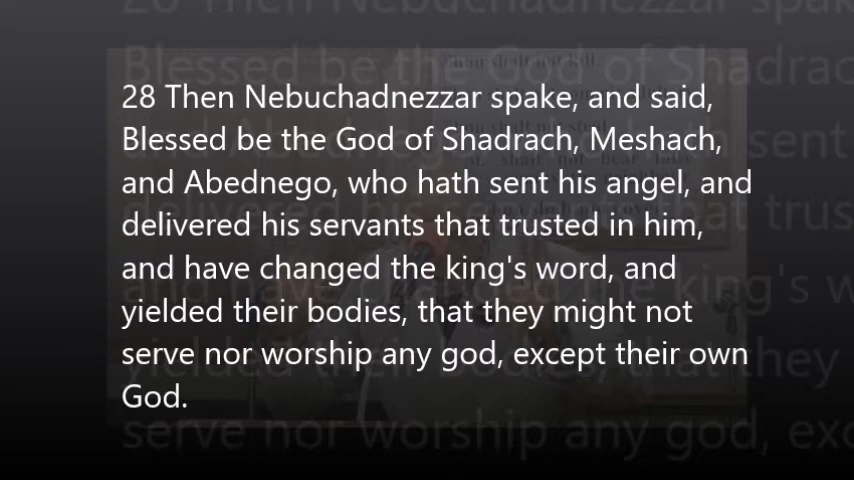 28 Then Nebuchadnezzar spake, and said,
Blessed be the God of Shadrach, Meshach,
and Abednego, who hath sent his angel, and
delivered his servants that trusted in him,
and have changed the king's word, and
yielded their bodies, that they might not
serve nor worship any god, except their own
God.